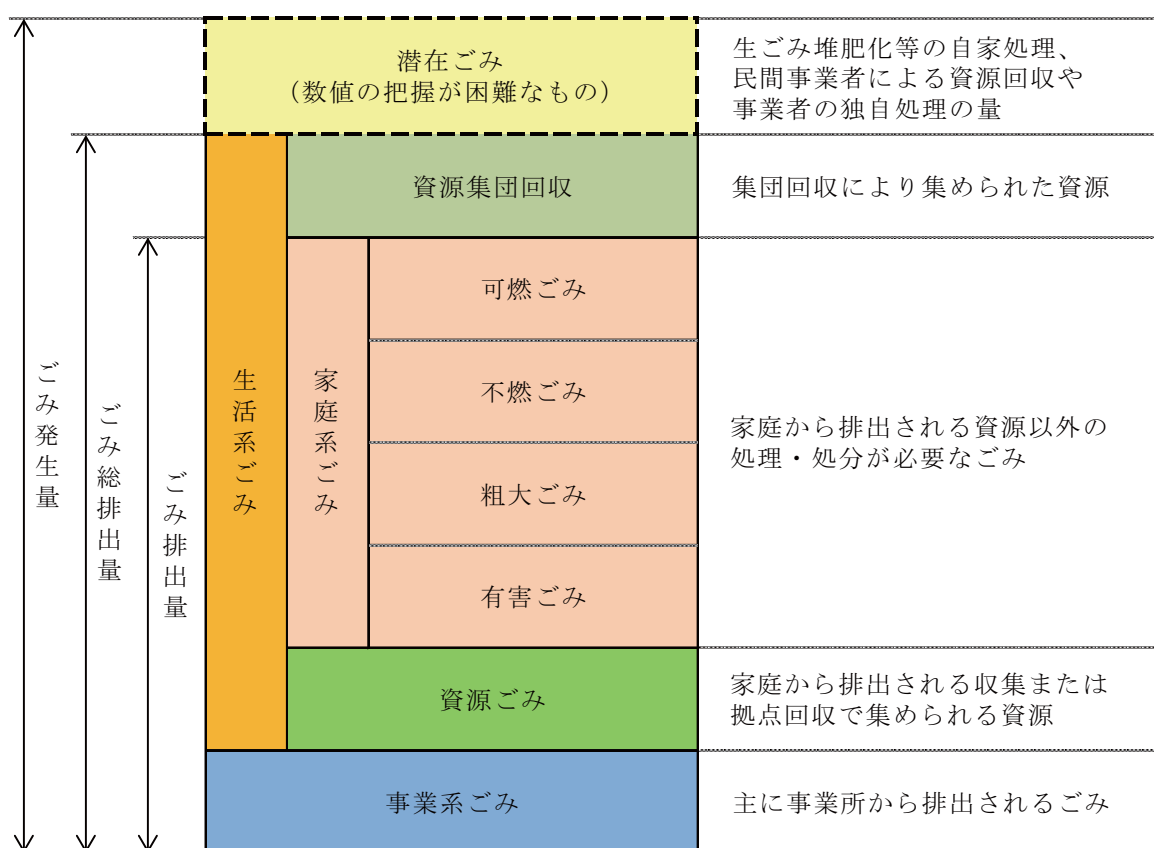 ごみ発生量
ごみ総排出量
ごみ排出量
潜在ごみ
(数値の把握が困難なもの)
生ごみ堆肥化等の自家処理、
民間事業者による資源回収や
事業者の独自処理の量
生活系ごみ
資源集団回収
集団回収により集められた資源
家庭系ごみ
可燃ごみ
不燃ごみ
粗大ごみ
有害ごみ
家庭から排出される資源以外の
処理・処分が必要なごみ
資源ごみ
家庭から排出される収集または
拠点回収で集められる資源
事業系ごみ
主に事業所から排出されるごみ